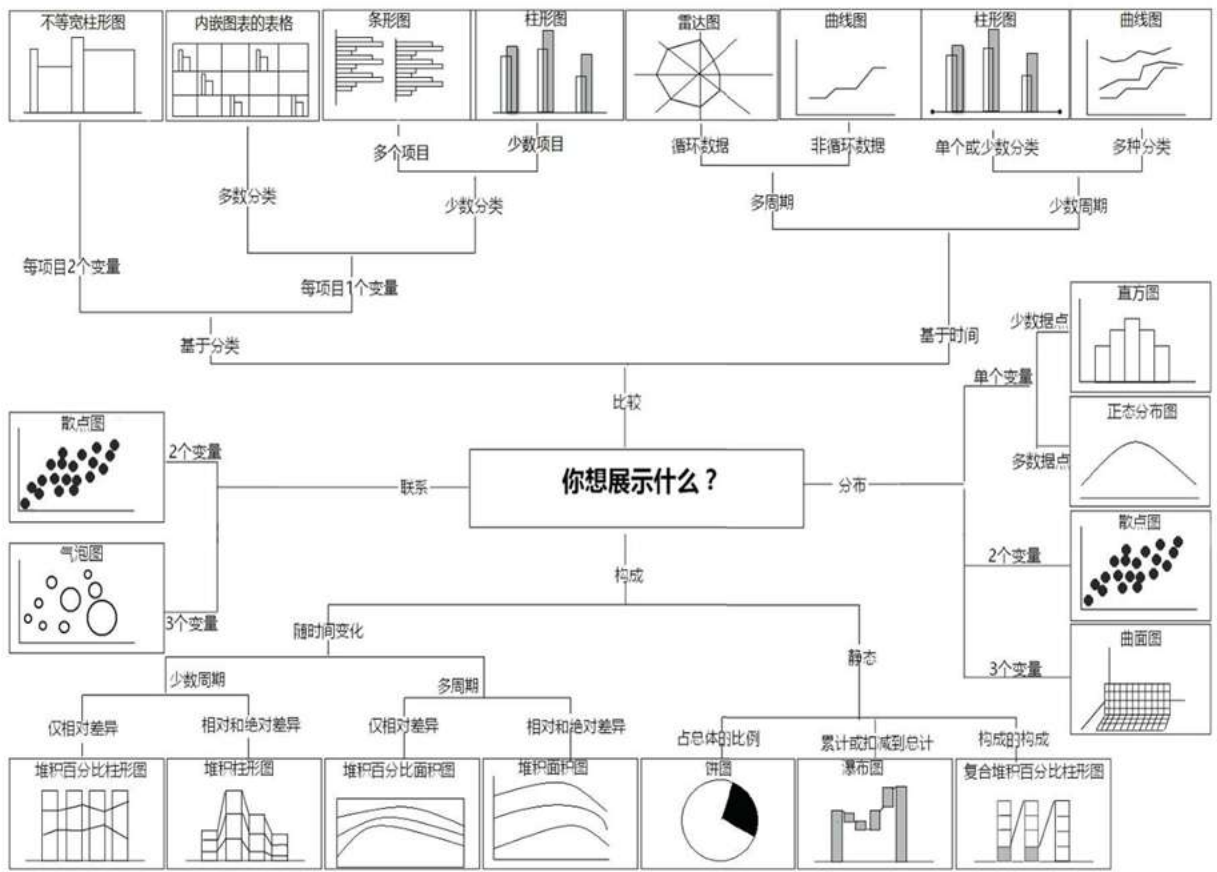 不等宽柱形图
内嵌图表的表格
条形图
柱形图
雷达图
曲线图
柱形图
曲线图
多个项目
少数项目
循环数据
非循环数据
单个或少数分类
多种分类
多数分类
少数分类
多周期
少数周期
每项目2个变量
每项目1个变量
基于分类
基于时间
比较
直方图
少数据点
单个变量
正态分布图
多数据点
散点图
2个变量
联系
你想展示什么？
分布
气泡图
3个变量
散点图
2个变量
曲面图
3个变量
构成
随时间变化
静态
少数周期
多周期
仅相对差异
相对和绝对差异
仅相对差异
相对和绝对差异
占总体的比例
累计或扣减到总计
构成的构成
堆积百分比柱形图
堆积柱形图
堆积百分比面积图
堆积面积图
饼图
瀑布图
复合堆积百分比柱形图